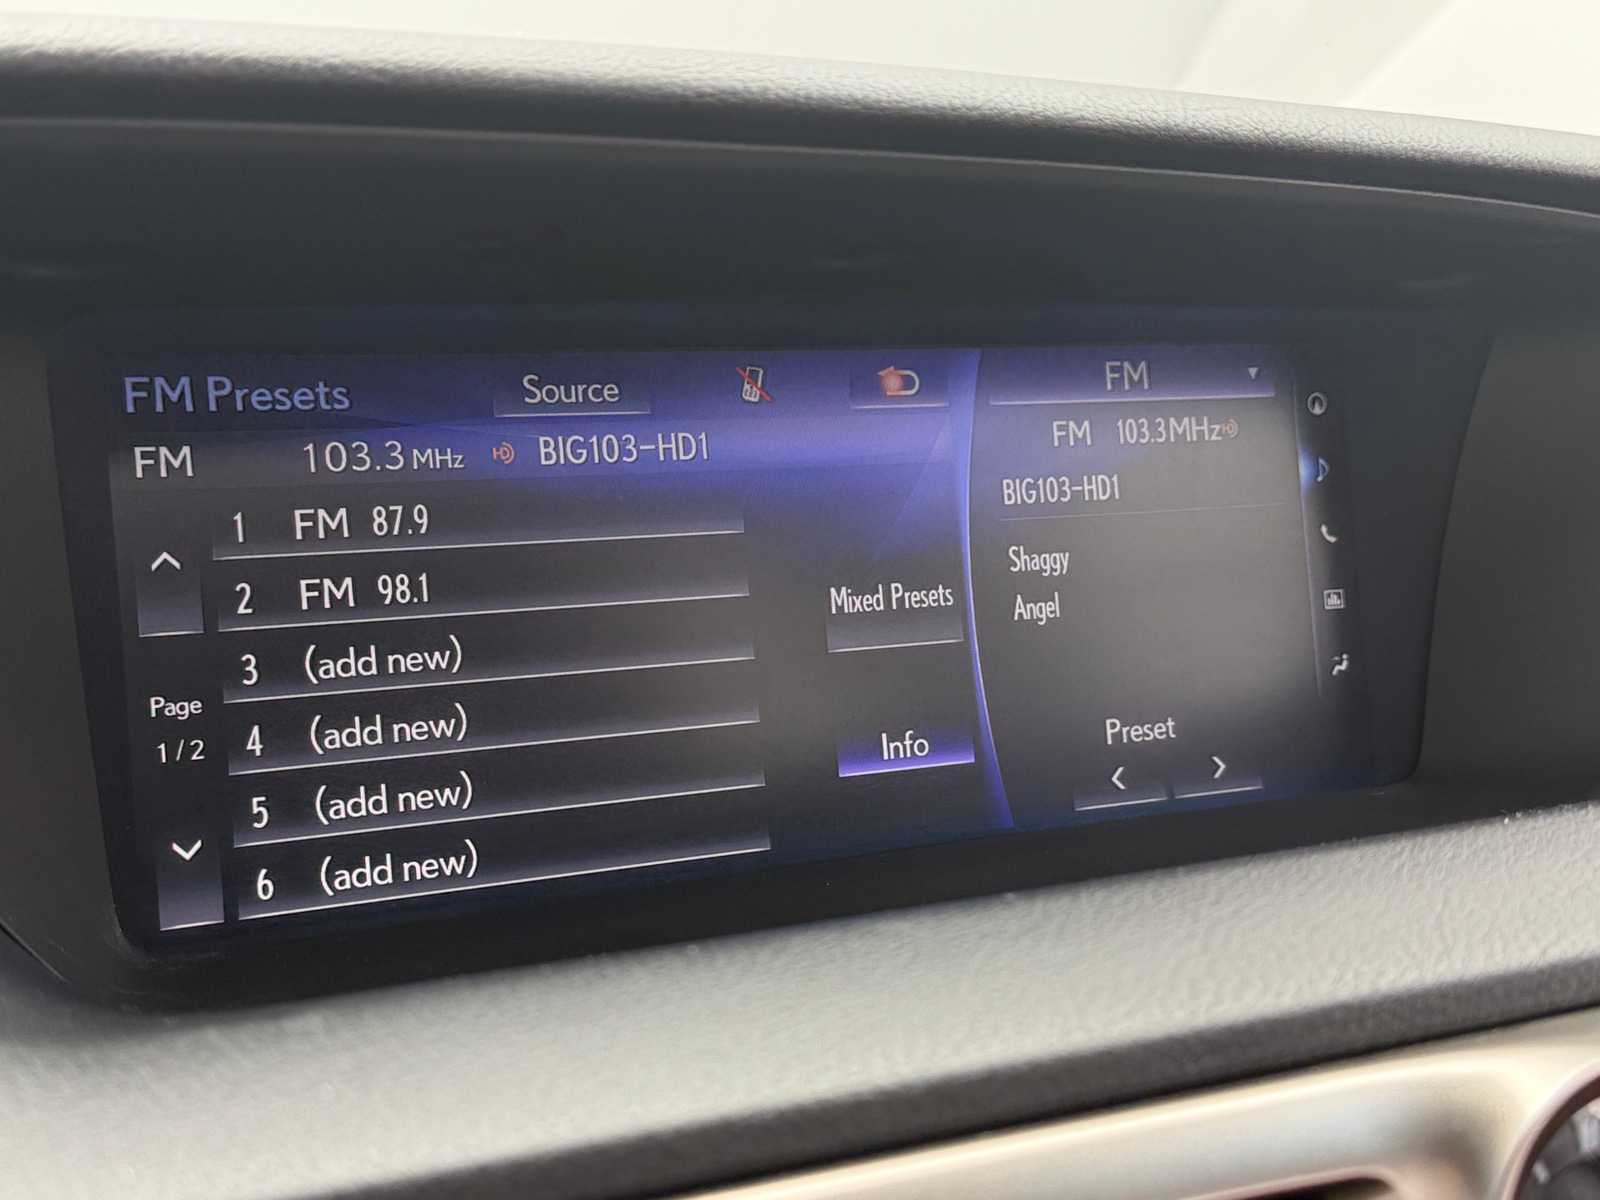 FM Presets
Source
FM 103.3 MHz HD BIG103-HD1
1 FM 87.9
2 FM 98.1
3 (add new)
4 (add new)
5 (add new)
6 (add new)
Page
1/2
Mixed Presets
Info
FM
FM 103.3MHz HD
BIG103-HD1
Shaggy
Angel
Preset